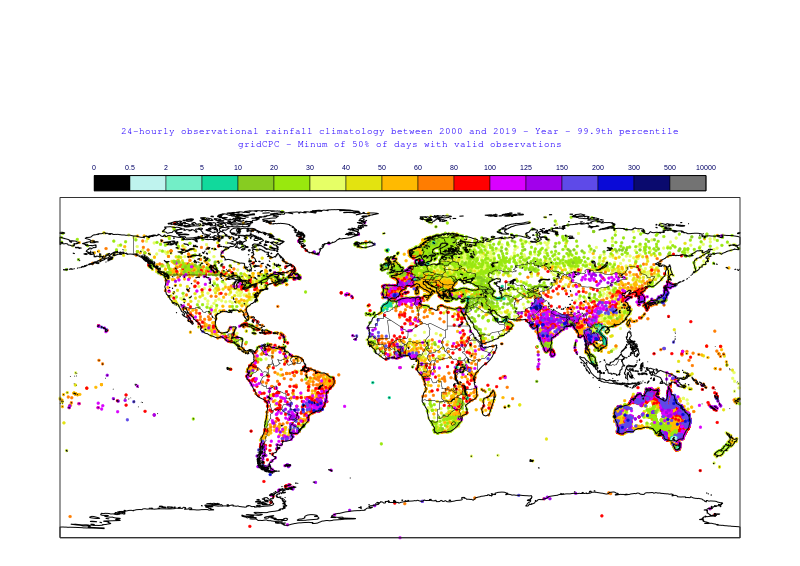 24-hourly observational rainfall climatology between 2000 and 2019 - Year - 99.9th percentile
gridCPC - Minum of 50% of days with valid observations
0 0.5 2 5 10 20 30 40 50 60 80 100 125 150 200 300 500 10000